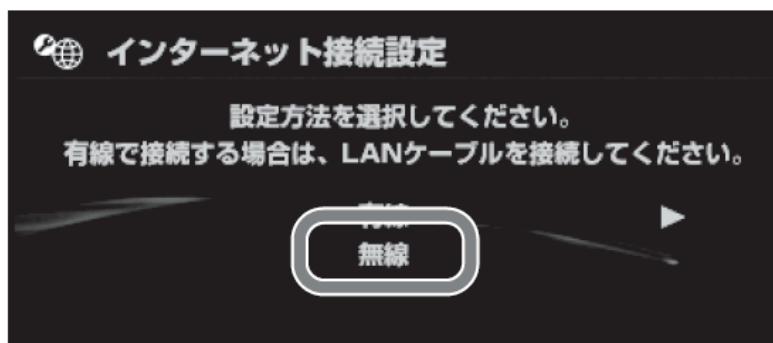 インターネット接続設定
設定方法を選択してください。
有線で接続する場合は、LANケーブルを接続してください。
有線
無線